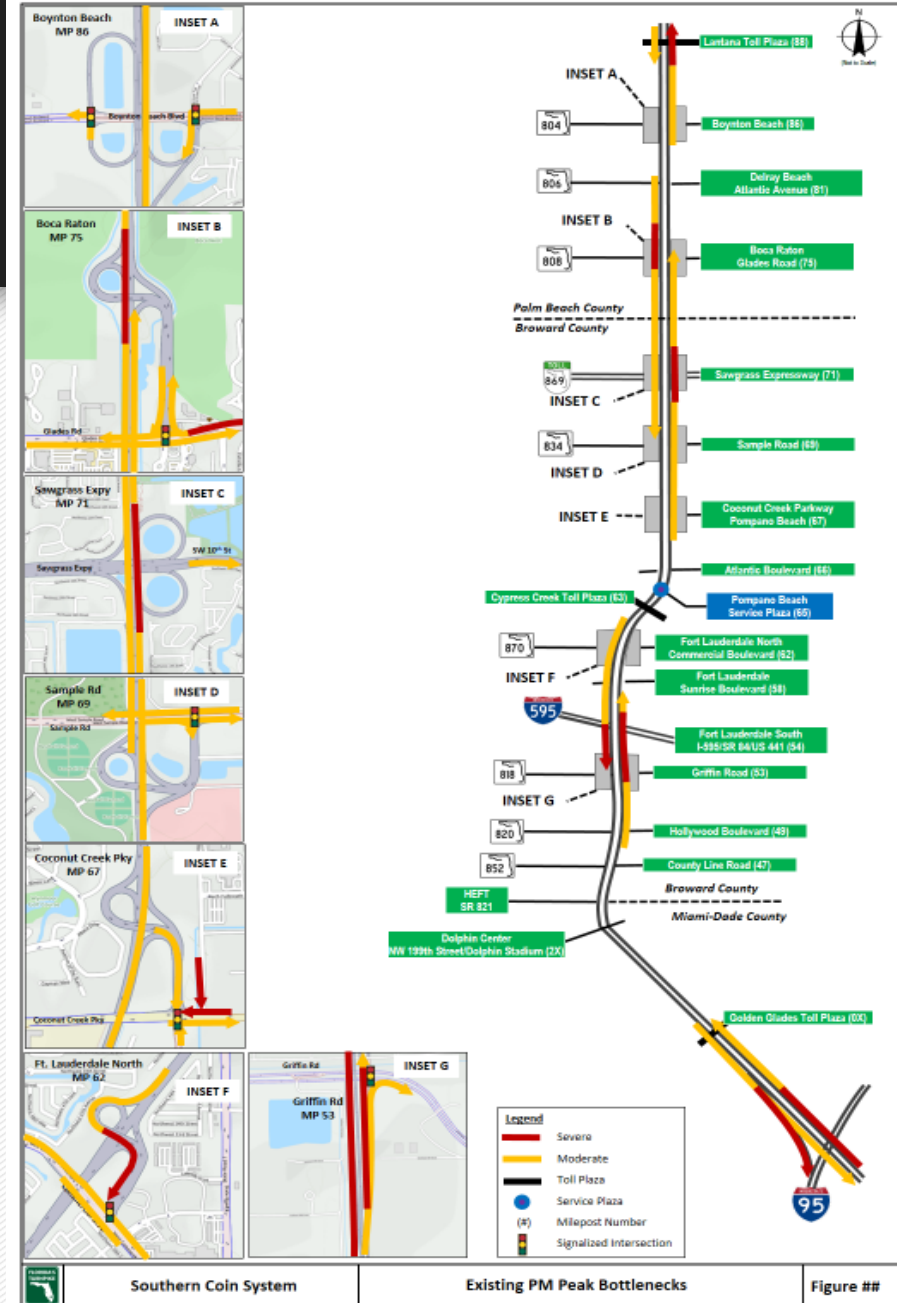 Boynton Beach
MP 86
INSET A
Boynton Beach Blvd
Boca Raton
MP 75
INSET B
Glades Rd
Sawgrass Expy
MP 71
INSET C
SW 10th St
Sawgrass Expy
Sample Rd
MP 69
INSET D
Sample Rd
Coconut Creek Pky
MP 67
INSET E
Coconut Creek Pky
Ft. Lauderdale North
MP 62
INSET F
INSET G
Griffin Rd
Griffin Rd
MP 53
N
(Not to Scale)
Lantana Toll Plaza (88)
INSET A
804
Boynton Beach (86)
806
Delray Beach
Atlantic Avenue (81)
INSET B
808
Boca Raton
Glades Road (75)
Palm Beach County
Broward County
TOLL
869
Sawgrass Expressway (71)
INSET C
834
Sample Road (69)
INSET D
INSET E
Coconut Creek Parkway
Pompano Beach (67)
Atlantic Boulevard (66)
Cypress Creek Toll Plaza (63)
Pompano Beach
Service Plaza (65)
870
Fort Lauderdale North
Commercial Boulevard (62)
INSET F
Fort Lauderdale
Sunrise Boulevard (58)
595
Fort Lauderdale South
I-595/SR 84/US 441 (54)
818
Griffin Road (53)
INSET G
820
Hollywood Boulevard (49)
852
County Line Road (47)
HEFT
SR 821
Broward County
Miami-Dade County
Dolphin Center
NW 199th Street/Dolphin Stadium (2X)
Golden Glades Toll Plaza (0X)
95
Legend
Severe
Moderate
Toll Plaza
Service Plaza
(#) Milepost Number
Signalized Intersection
Southern Coin System
Existing PM Peak Bottlenecks
Figure ##